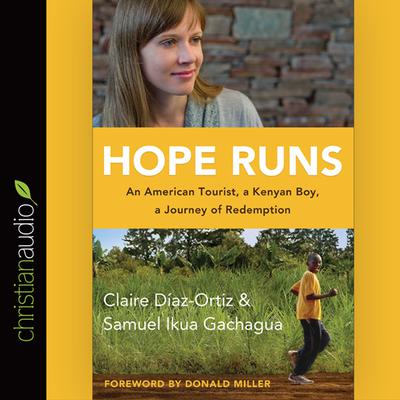 HOPE RUNS
An American Tourist, a Kenyan Boy,
a Journey of Redemption
Claire Díaz-Ortiz &
Samuel Ikua Gachagua
FOREWORD BY DONALD MILLER
christianaudio